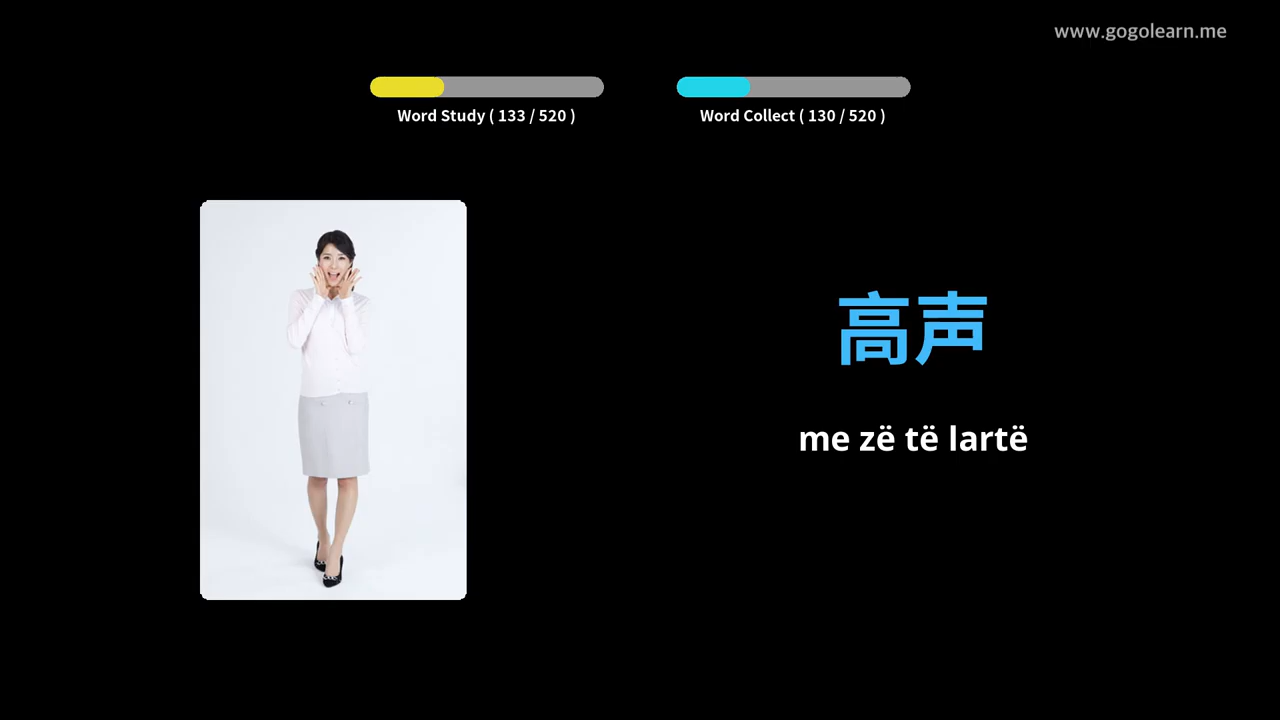 www.gogolearn.me
Word Study ( 133 / 520 )
Word Collect ( 130 / 520 )
高声
me zë të lartë